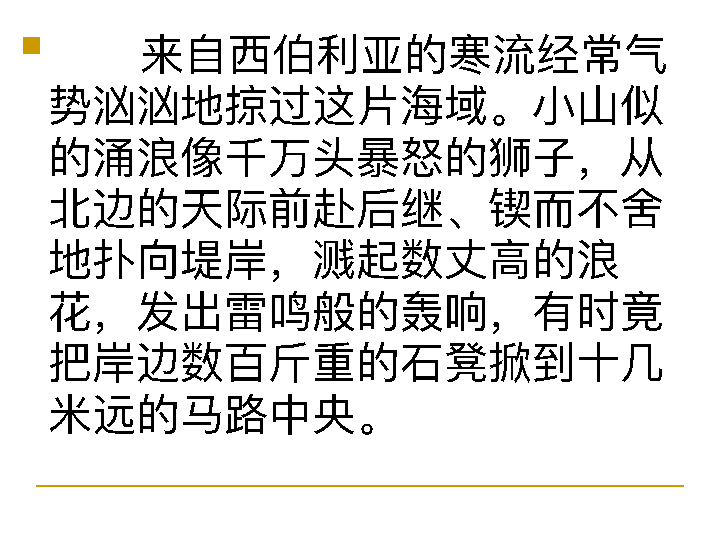 来自西伯利亚的寒流经常气
势汹汹地掠过这片海域。小山似
的涌浪像千万头暴怒的狮子，从
北边的天际前赴后继、锲而不舍
地扑向堤岸，溅起数丈高的浪
花，发出雷鸣般的轰响，有时竟
把岸边数百斤重的石凳掀到十几
米远的马路中央。